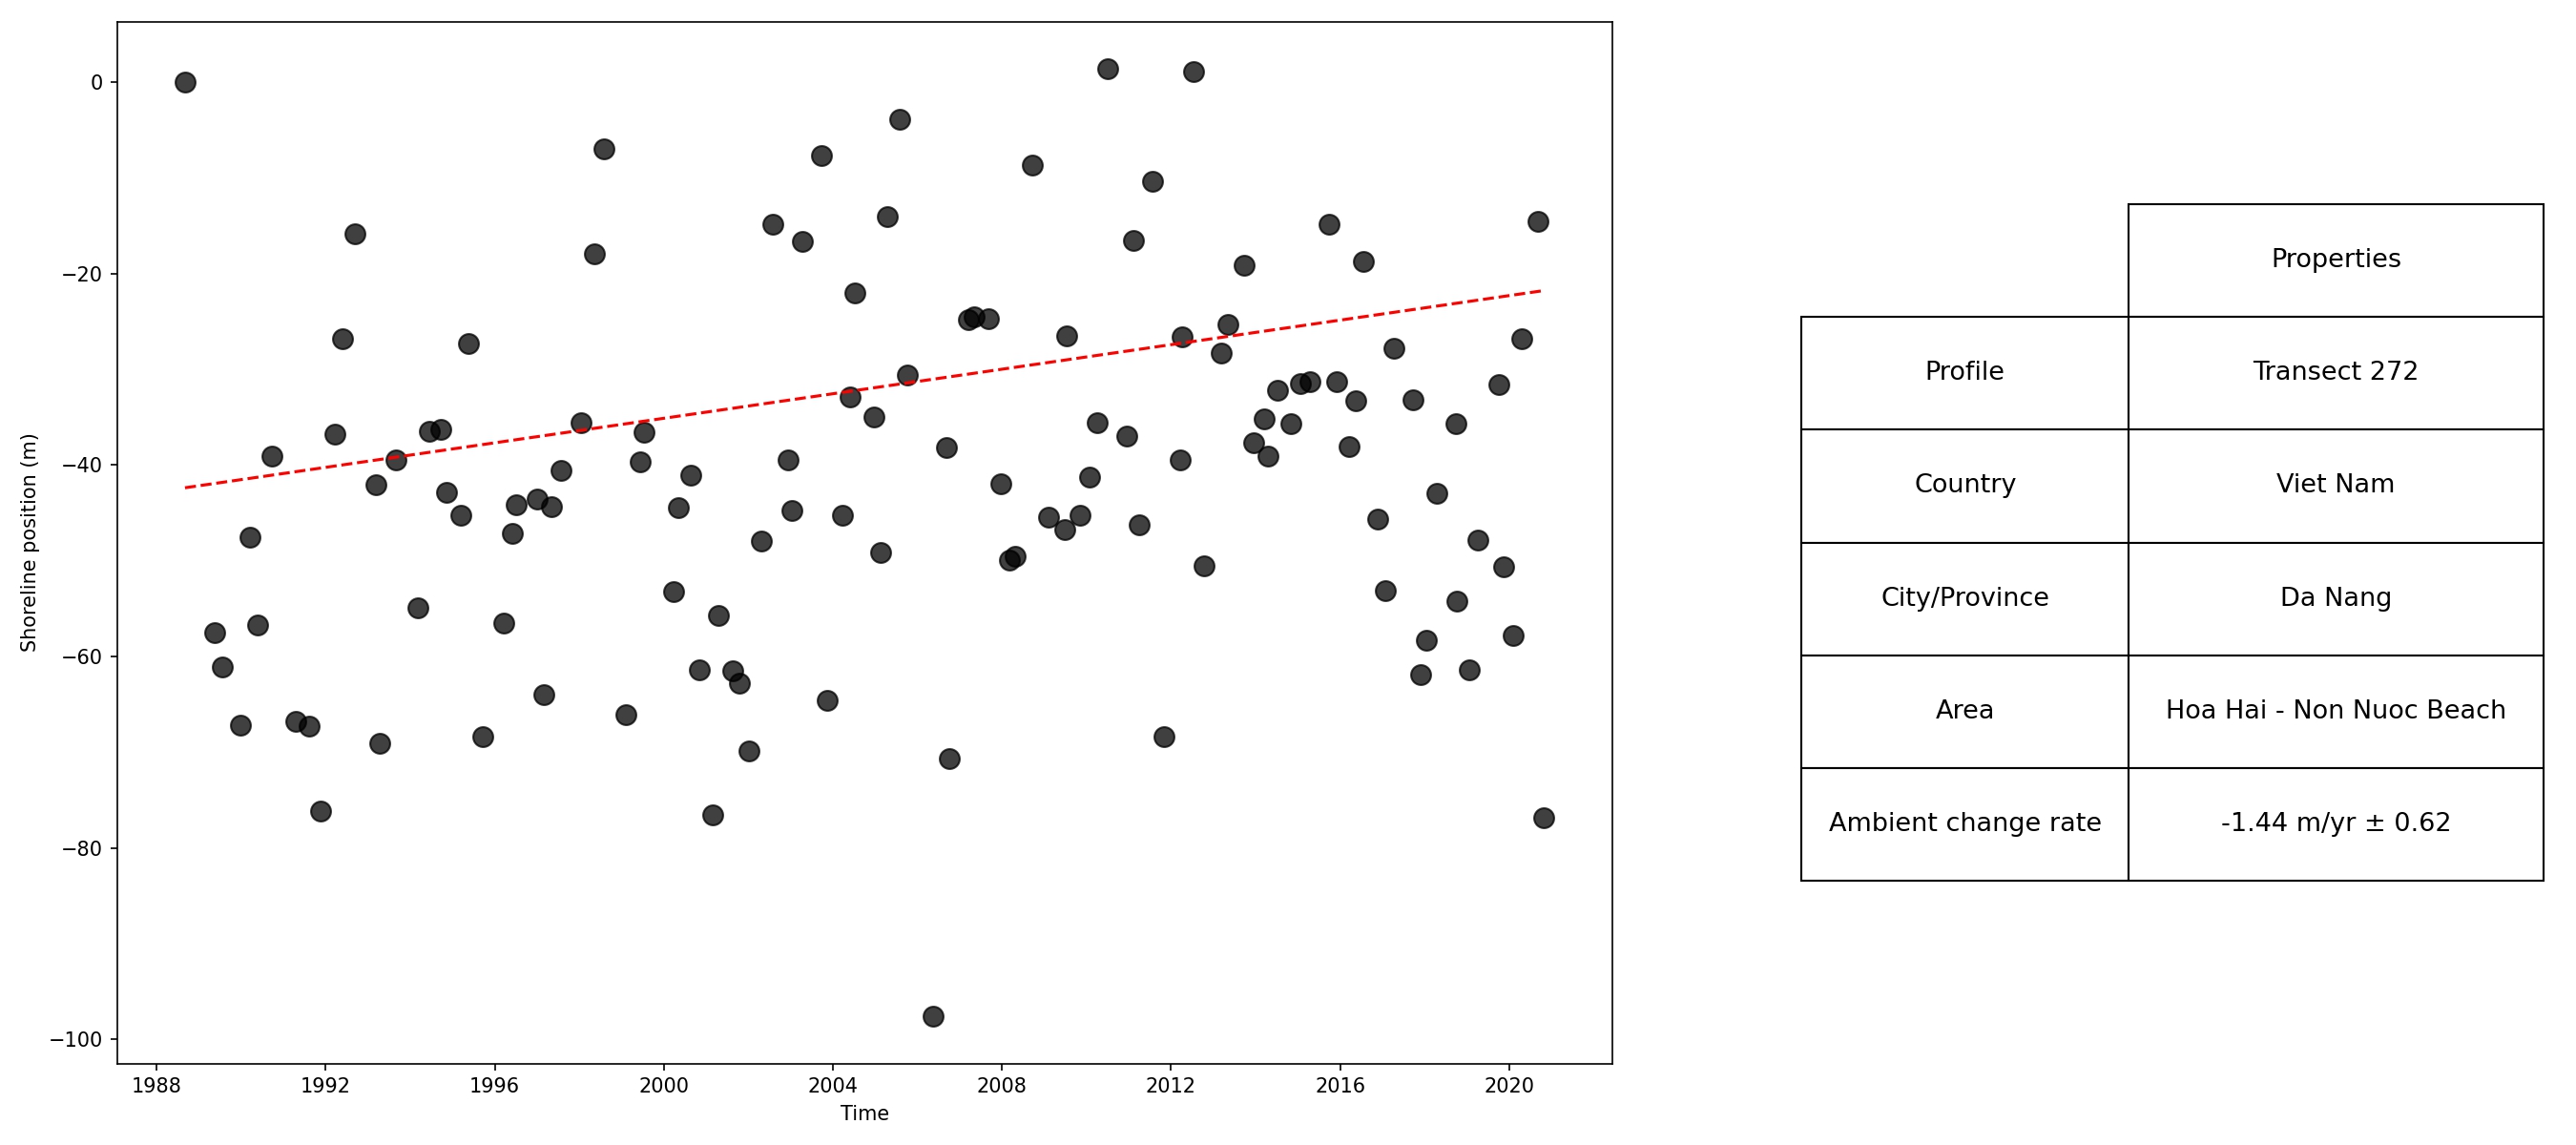 0
−20
−40
−60
−80
−100
Shoreline position (m)
1988 1992 1996 2000 2004 2008 2012 2016 2020
Time
Properties
Profile Transect 272
Country Viet Nam
City/Province Da Nang
Area Hoa Hai - Non Nuoc Beach
Ambient change rate -1.44 m/yr ± 0.62